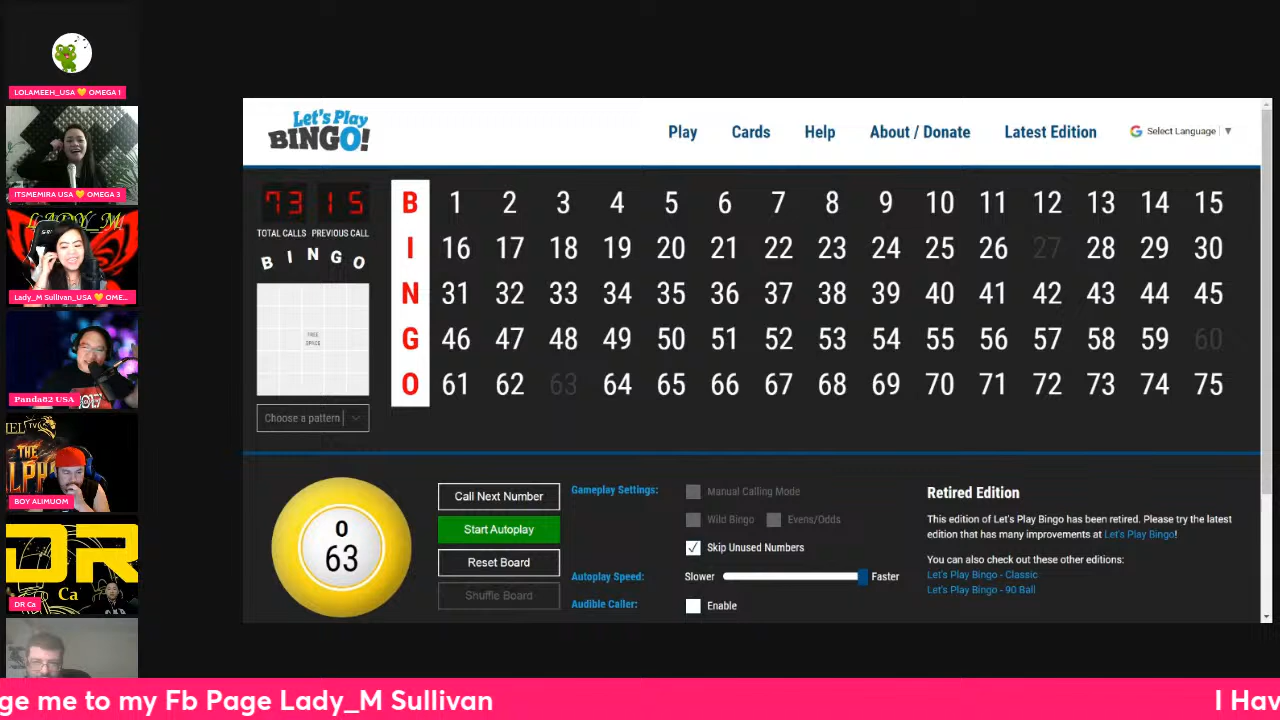 LOLAMEEH_USA 💛 OMEGA 1
ITSMEMIRA USA 💛 OMEGA 3
LADY_M
Lady_M Sullivan_USA 💛 OME...
Panda82 USA
THE
BOY ALIMUOM
DR
Ca
DR Ca
Let's Play
BINGO!
Play Cards Help About / Donate Latest Edition Select Language ▼
73 15
TOTAL CALLS PREVIOUS CALL
B I N G O
FREE
SPACE
Choose a pattern
B 1 2 3 4 5 6 7 8 9 10 11 12 13 14 15
I 16 17 18 19 20 21 22 23 24 25 26 27 28 29 30
N 31 32 33 34 35 36 37 38 39 40 41 42 43 44 45
G 46 47 48 49 50 51 52 53 54 55 56 57 58 59 60
O 61 62 63 64 65 66 67 68 69 70 71 72 73 74 75
O
63
Call Next Number
Start Autoplay
Reset Board
Shuffle Board
Gameplay Settings:
Manual Calling Mode
Wild Bingo Evens/Odds
Skip Unused Numbers
Autoplay Speed: Slower Faster
Audible Caller: Enable
Retired Edition
This edition of Let's Play Bingo has been retired. Please try the latest
edition that has many improvements at Let's Play Bingo!
You can also check out these other editions:
Let's Play Bingo - Classic
Let's Play Bingo - 90 Ball
ge me to my Fb Page Lady_M Sullivan I Hav